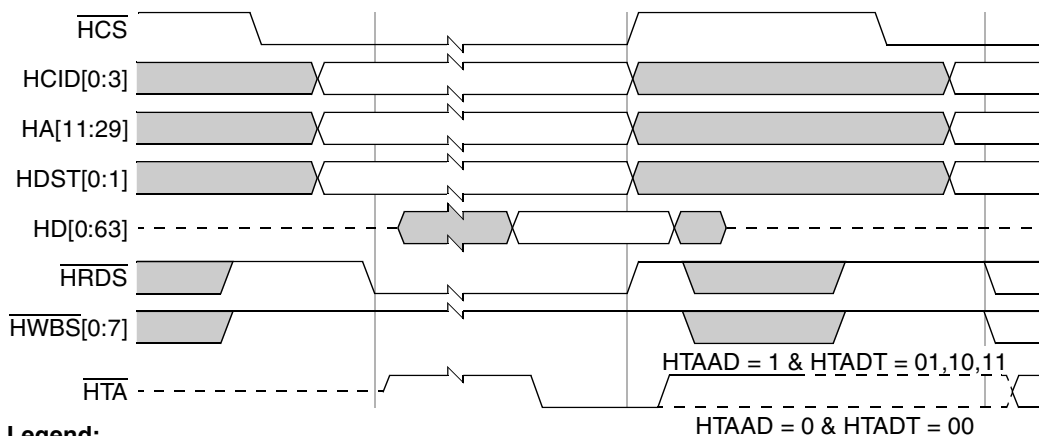 HCS
HCID[0:3]
HA[11:29]
HDST[0:1]
HD[0:63]
HRDS
HWBS[0:7]
HTAAD = 1 & HTADT = 01,10,11
HTA
HTAAD = 0 & HTADT = 00
Legend: